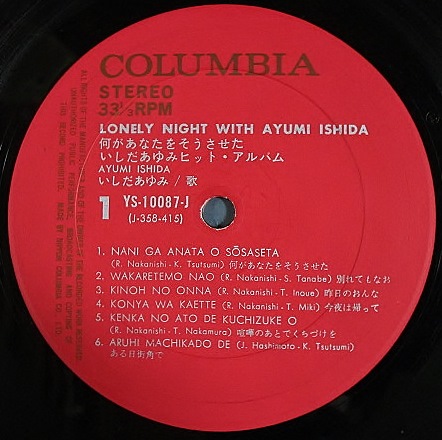 COLUMBIA
STEREO
33⅓RPM
LONELY NIGHT WITH AYUMI ISHIDA
何があなたをそうさせた
いしだあゆみヒット・アルバム
AYUMI ISHIDA
いしだあゆみ / 歌
1 YS-10087-J
(J-358-415)
1. NANI GA ANATA O SŌSASETA
(R. Nakanishi - K. Tsutsumi) 何があなたをそうさせた
2. WAKARETEMO NAO (R. Nakanishi - S. Tanabe) 別れてもなお
3. KINOH NO ONNA (R. Nakanishi - T. Inoue) 昨日のおんな
4. KONYA WA KAETTE (R. Nakanishi - T. Miki) 今夜は帰って
5. KENKA NO ATO DE KUCHIZUKE O
(R. Nakanishi - T. Nakamura) 喧嘩のあとでくちづけを
6. ARUHI MACHIKADO DE (J. Hashimoto - K. Tsutsumi)
ある日街角で